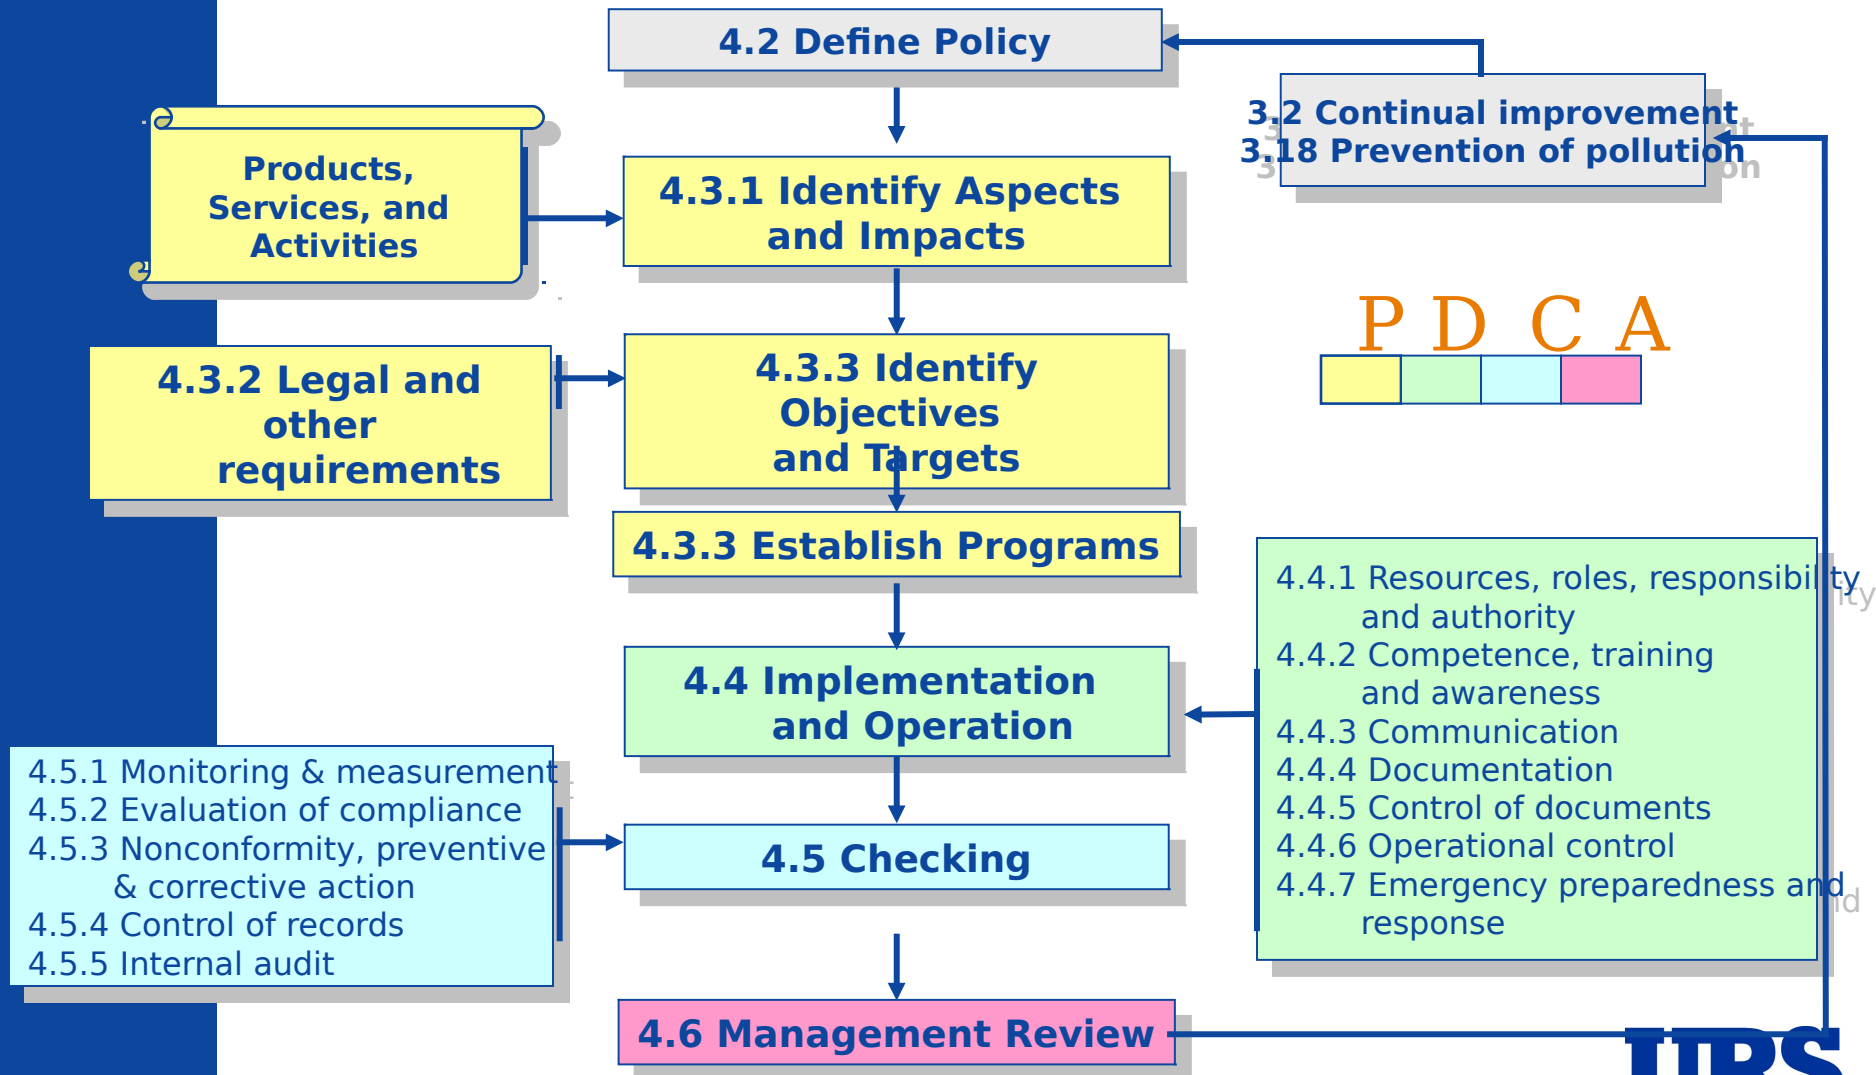 4.2 Define Policy
3.2 Continual improvement
3.18 Prevention of pollution
Products,
Services, and
Activities
4.3.1 Identify Aspects
and Impacts
P D C A
4.3.2 Legal and
other
requirements
4.3.3 Identify
Objectives
and Targets
4.3.3 Establish Programs
4.4.1 Resources, roles, responsibility
and authority
4.4.2 Competence, training
and awareness
4.4.3 Communication
4.4.4 Documentation
4.4.5 Control of documents
4.4.6 Operational control
4.4.7 Emergency preparedness and
response
4.4 Implementation
and Operation
4.5.1 Monitoring & measurement
4.5.2 Evaluation of compliance
4.5.3 Nonconformity, preventive
& corrective action
4.5.4 Control of records
4.5.5 Internal audit
4.5 Checking
4.6 Management Review
URS